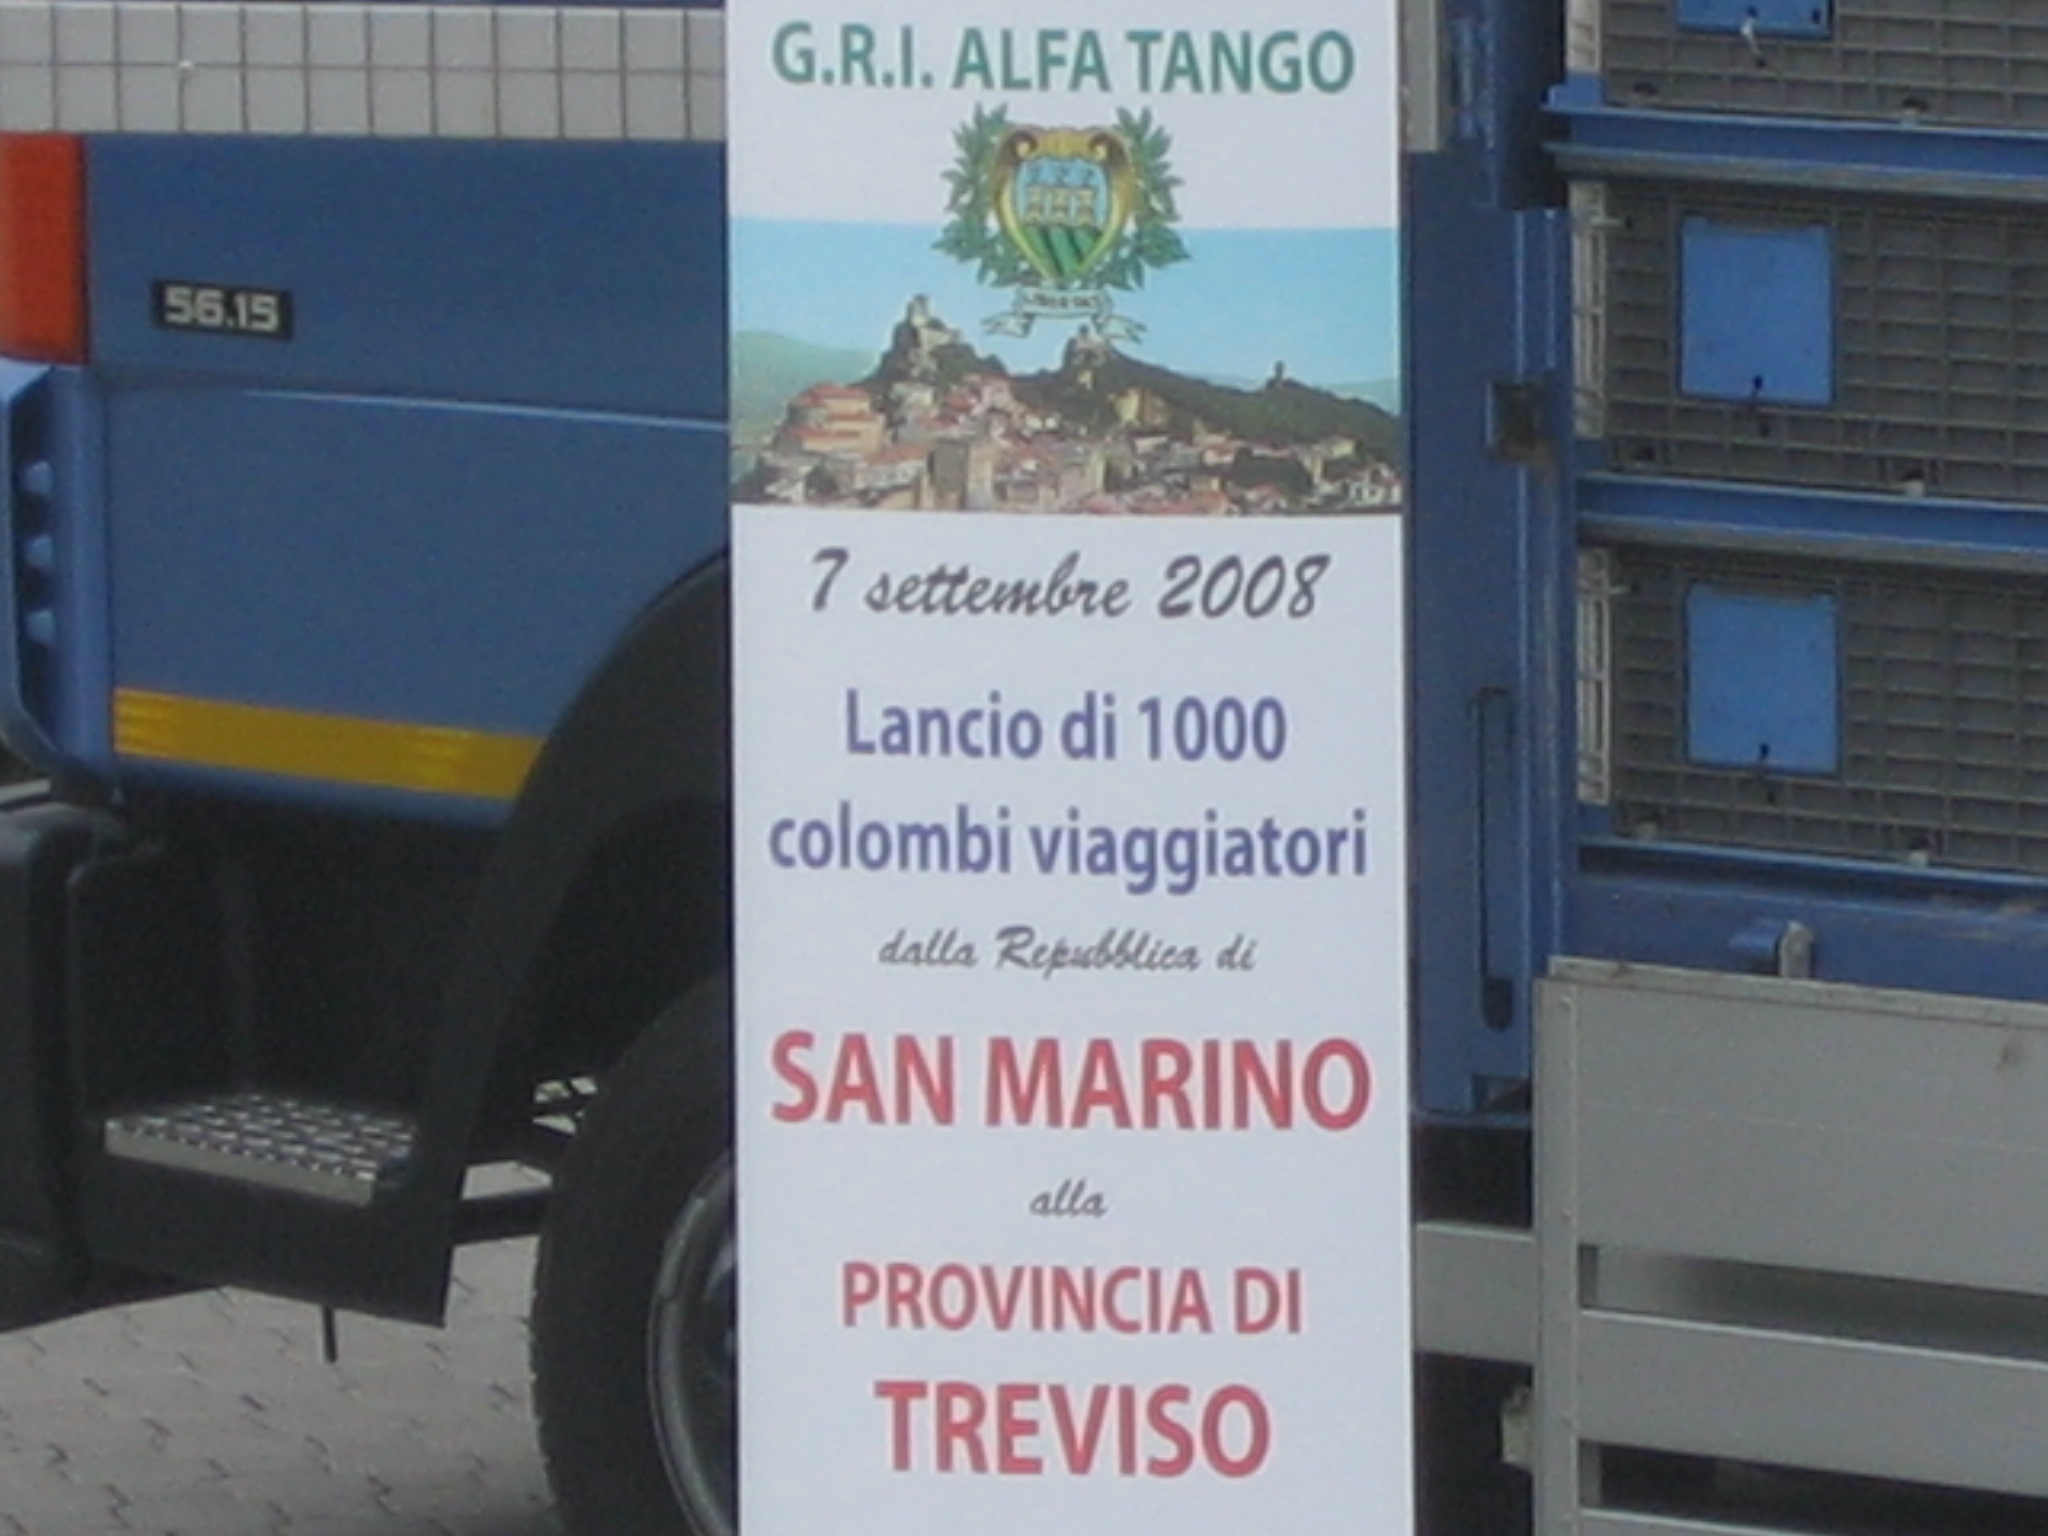 G.R.I. ALFA TANGO
56.15
7 settembre 2008
Lancio di 1000
colombi viaggiatori
dalla Repubblica di
SAN MARINO
alla
PROVINCIA DI
TREVISO